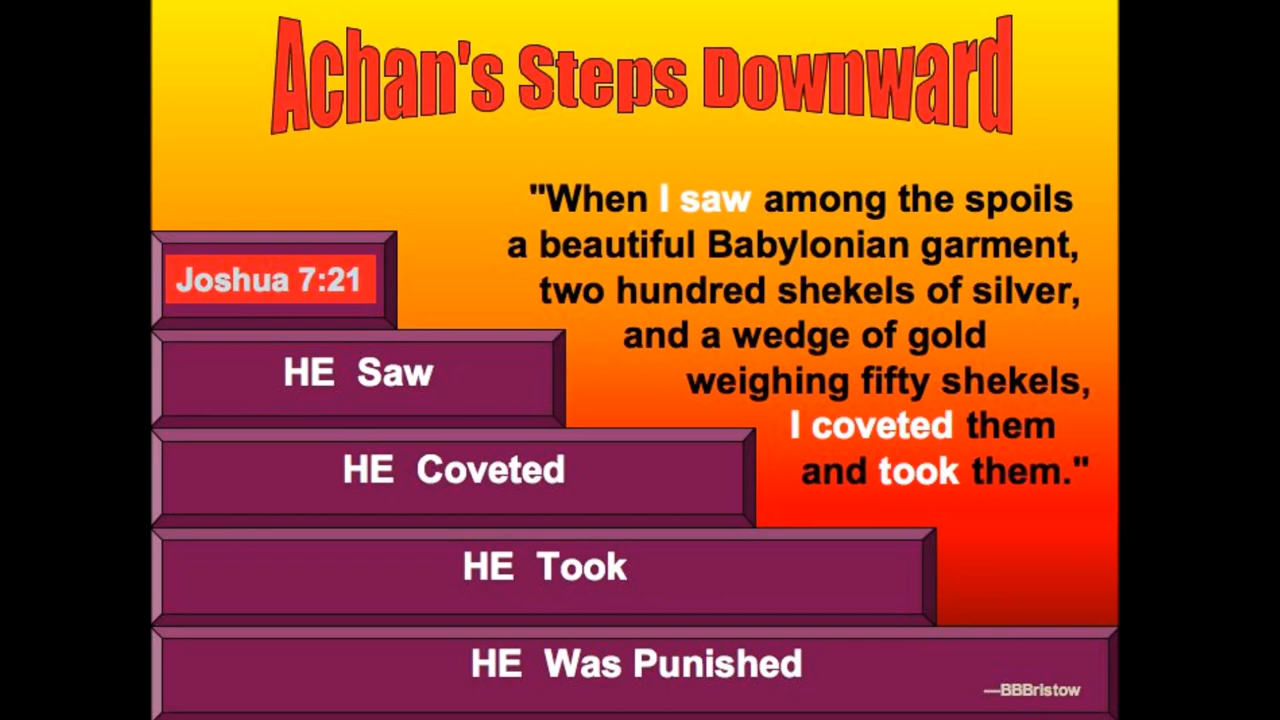 Achan's Steps Downward
"When I saw among the spoils
a beautiful Babylonian garment,
two hundred shekels of silver,
and a wedge of gold
weighing fifty shekels,
I coveted them
and took them."
Joshua 7:21
HE Saw
HE Coveted
HE Took
HE Was Punished
—BBBristow